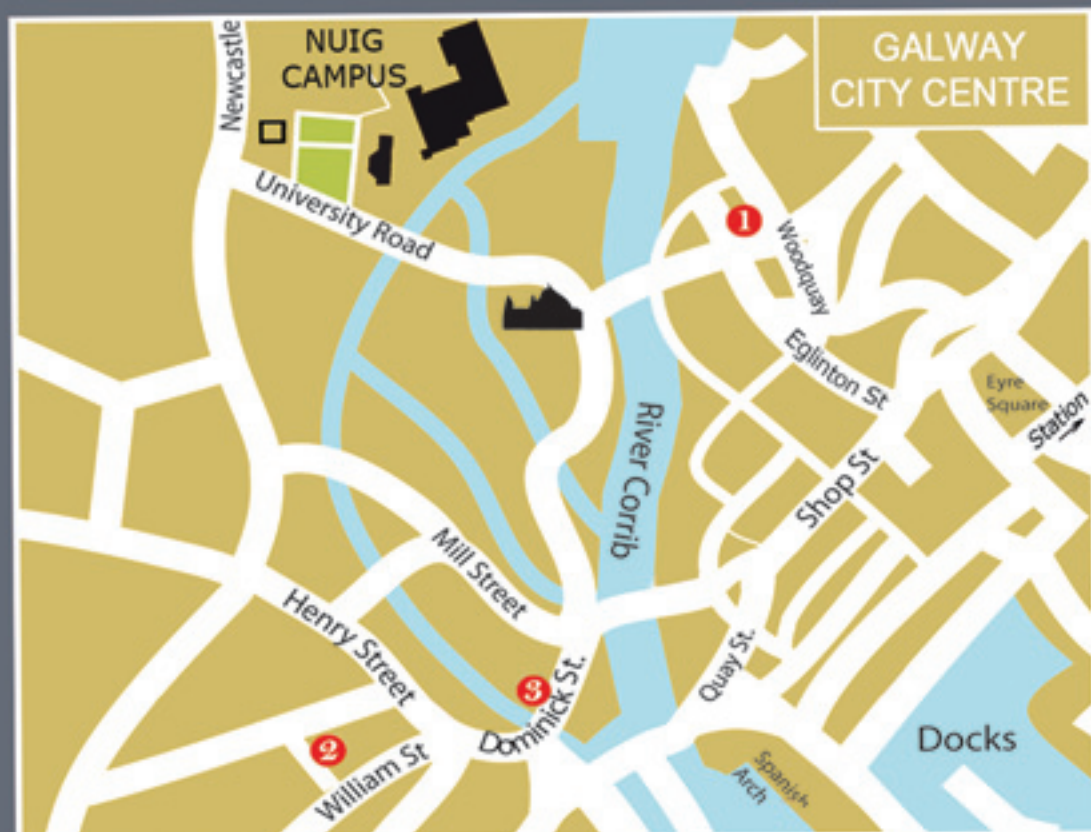 NUIG
CAMPUS
GALWAY
CITY CENTRE
Newcastle
University Road
1
Woodquay
Eglinton St
Eyre
Square
Station
River Corrib
Shop St
Mill Street
Henry Street
Quay St.
3
Dominick St.
2
William St
Docks
Spanish
Arch